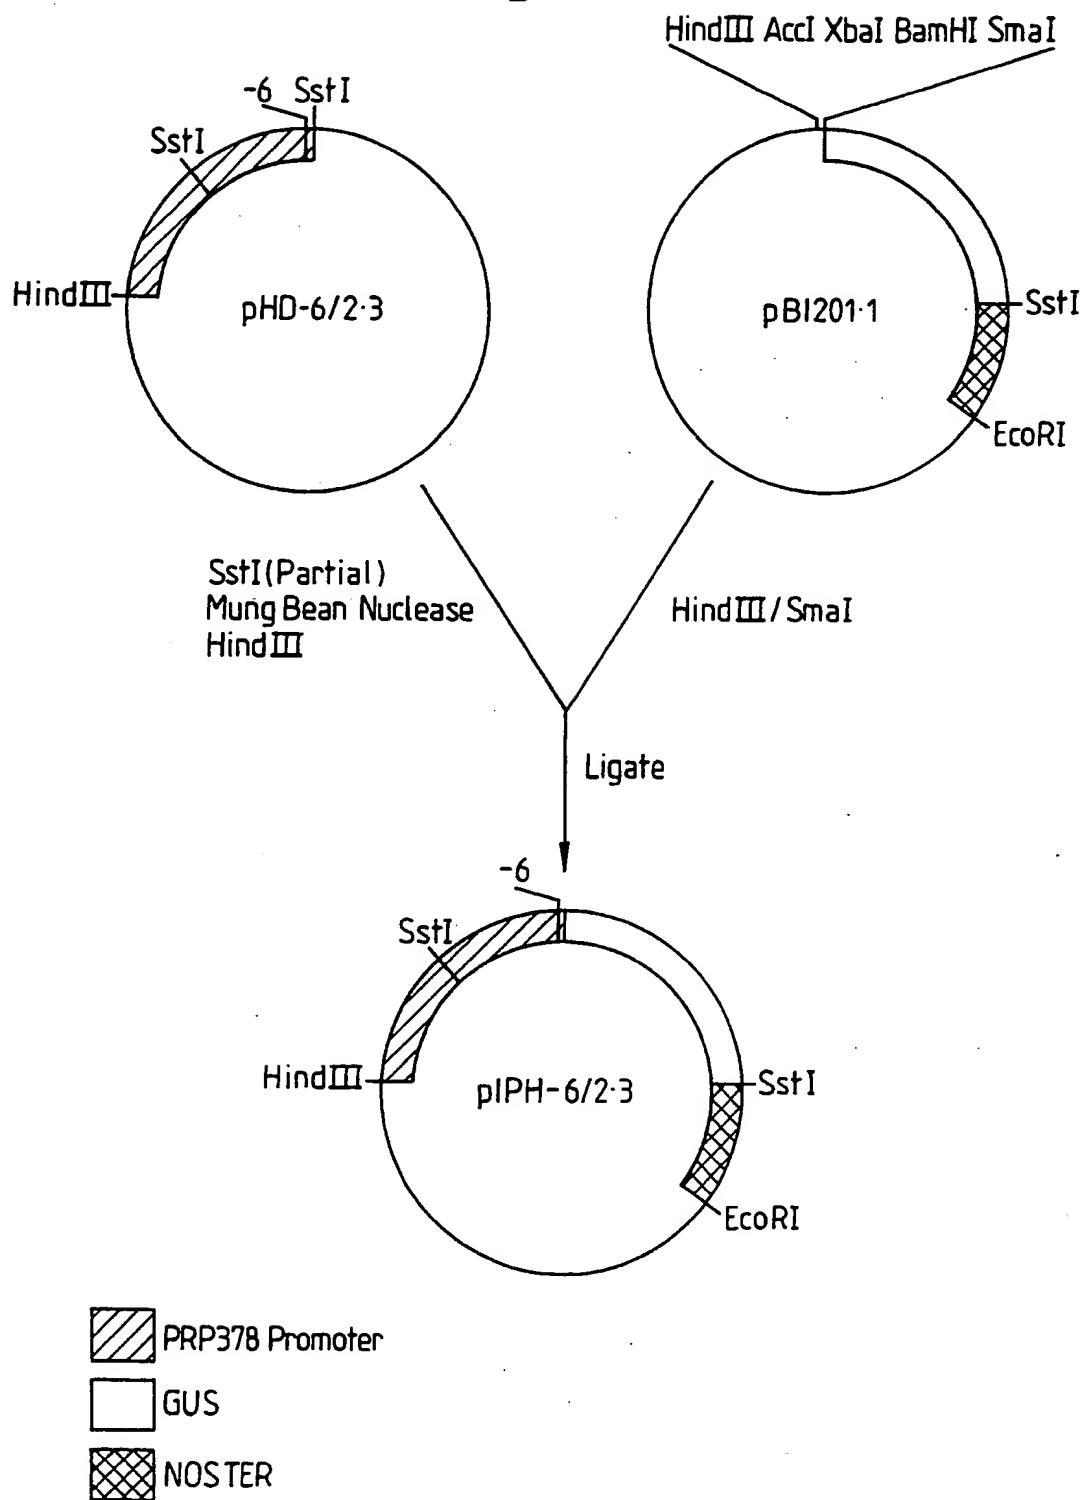 HindIII AccI XbaI BamHI SmaI
-6 SstI
SstI
HindIII
pHD-6/2·3
pBI201·1
SstI
EcoRI
SstI(Partial)
Mung Bean Nuclease
HindIII
HindIII/SmaI
Ligate
-6
SstI
HindIII
pIPH-6/2·3
SstI
EcoRI
PRP378 Promoter
GUS
NOSTER